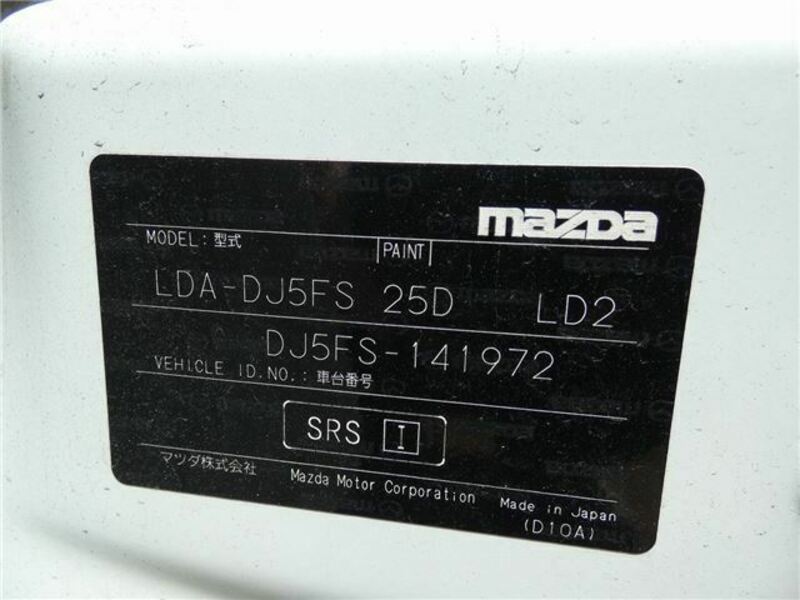 mazda
MODEL:型式 PAINT
LDA-DJ5FS 25D LD2
DJ5FS-141972
VEHICLE ID.NO.:車台番号
SRS I
マツダ株式会社 Mazda Motor Corporation Made in Japan
(D10A)